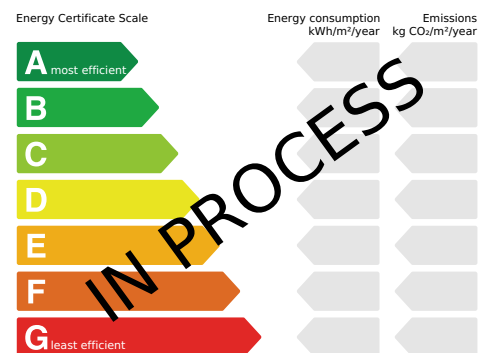 Energy Certificate Scale
Energy consumption
kWh/m²/year
Emissions
kg CO₂/m²/year
A most efficient
B
C
D
E
F
G least efficient
IN PROCESS